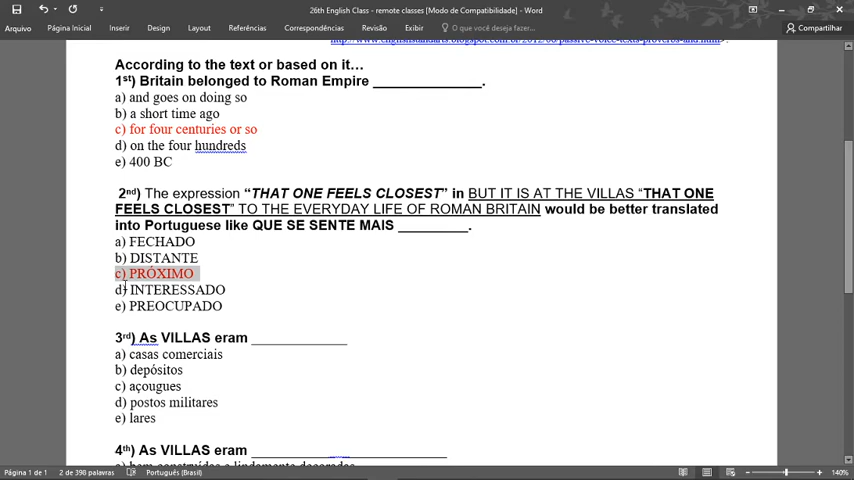 26th English Class - remote classes [Modo de Compatibilidade] - Word
Arquivo Página Inicial Inserir Design Layout Referências Correspondências Revisão Exibir O que você deseja fazer... Compartilhar
According to the text or based on it…
1st) Britain belonged to Roman Empire ______________.
a) and goes on doing so
b) a short time ago
c) for four centuries or so
d) on the four hundreds
e) 400 BC
2nd) The expression “THAT ONE FEELS CLOSEST” in BUT IT IS AT THE VILLAS “THAT ONE
FEELS CLOSEST” TO THE EVERYDAY LIFE OF ROMAN BRITAIN would be better translated
into Portuguese like QUE SE SENTE MAIS _________.
a) FECHADO
b) DISTANTE
c) PRÓXIMO
d) INTERESSADO
e) PREOCUPADO
3rd) As VILLAS eram ____________
a) casas comerciais
b) depósitos
c) açougues
d) postos militares
e) lares
4th) As VILLAS eram _________________________
Página 1 de 1 2 de 398 palavras Português (Brasil) 140%